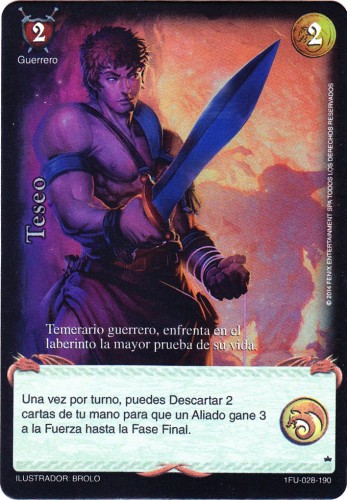 2
2
Guerrero
Teseo
© 2014 FENIX ENTERTAINMENT SPA TODOS LOS DERECHOS RESERVADOS
Temerario guerrero, enfrenta en el
laberinto la mayor prueba de su vida.
Una vez por turno, puedes Descartar 2
cartas de tu mano para que un Aliado gane 3
a la Fuerza hasta la Fase Final.
ILUSTRADOR: BROLO
1FU-028-190